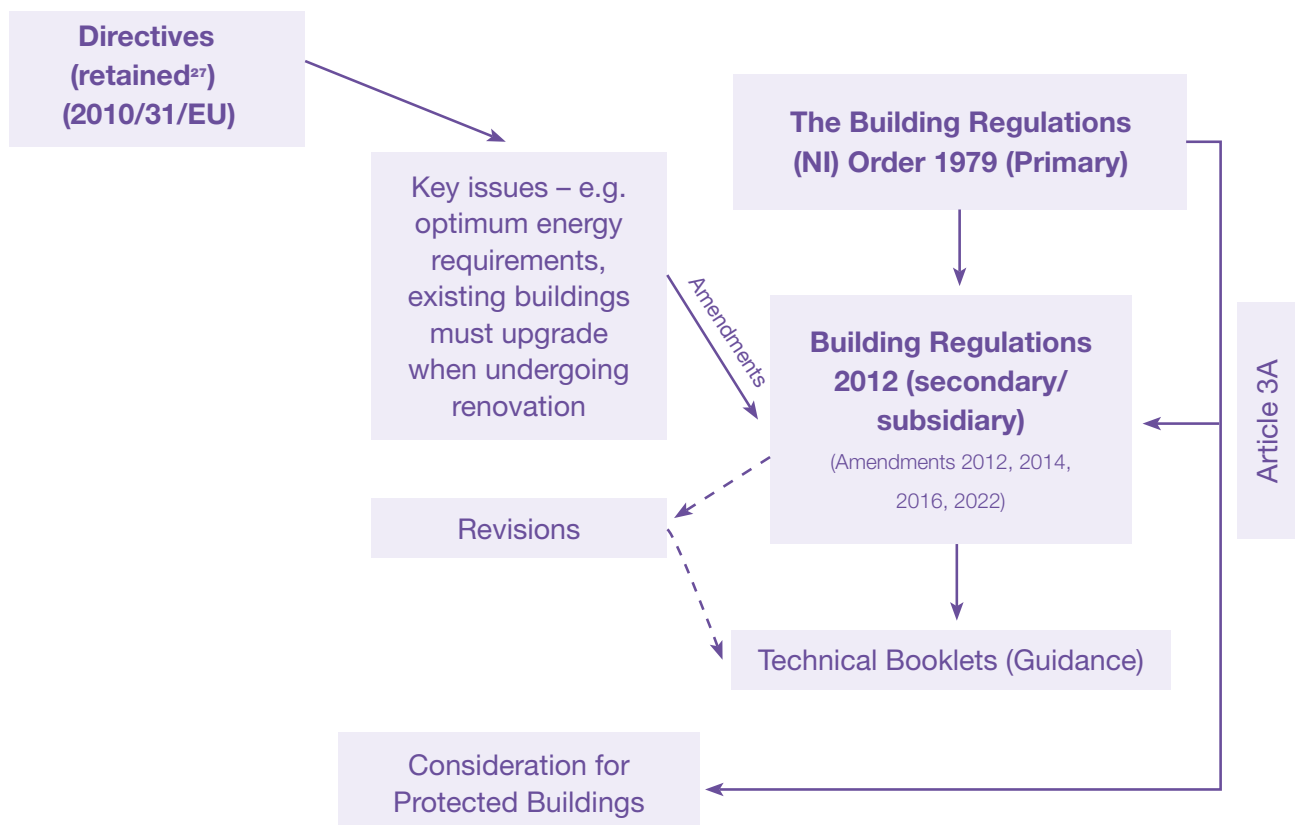 Directives
(retained²⁷)
(2010/31/EU)
The Building Regulations
(NI) Order 1979 (Primary)
Key issues – e.g.
optimum energy
requirements,
existing buildings
must upgrade
when undergoing
renovation
Amendments
Building Regulations
2012 (secondary/
subsidiary)
(Amendments 2012, 2014,
2016, 2022)
Article 3A
Revisions
Technical Booklets (Guidance)
Consideration for
Protected Buildings